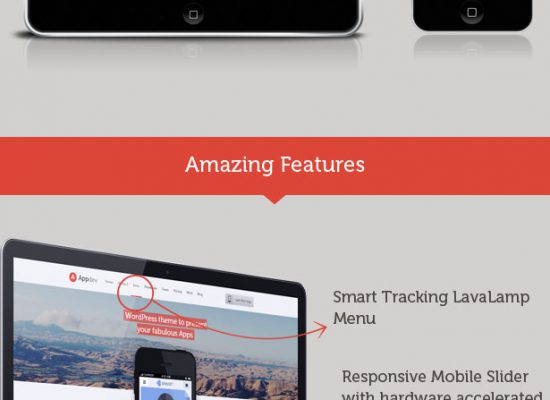 Amazing Features
Appdev
WordPress theme to present
your fabulous Apps
Smart Tracking LavaLamp
Menu
Responsive Mobile Slider
with hardware accelerated